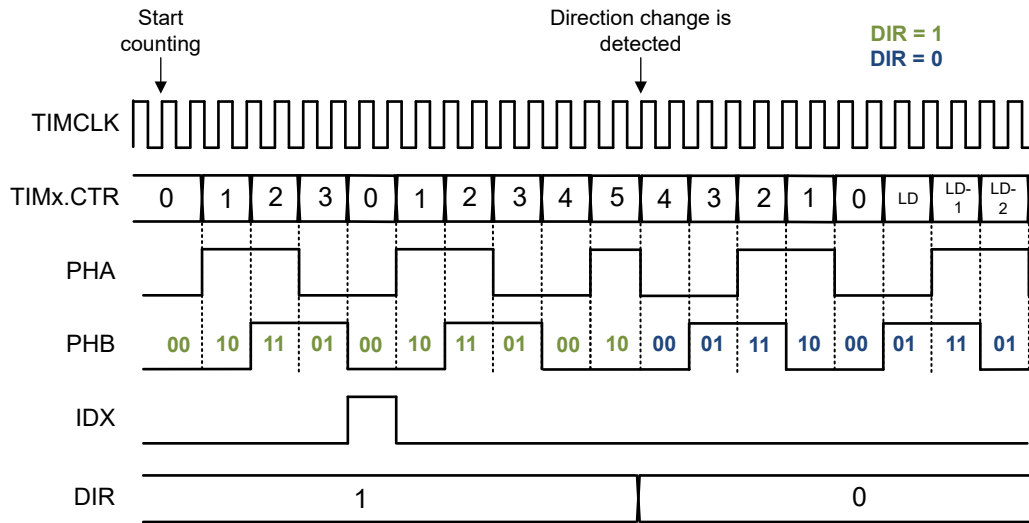 Start
counting
Direction change is
detected
DIR = 1
DIR = 0
TIMCLK
TIMx.CTR 0 1 2 3 0 1 2 3 4 5 4 3 2 1 0 LD LD-1 LD-2
PHA
PHB 00 10 11 01 00 10 11 01 00 10 00 01 11 10 00 01 11 01
IDX
DIR 1 0